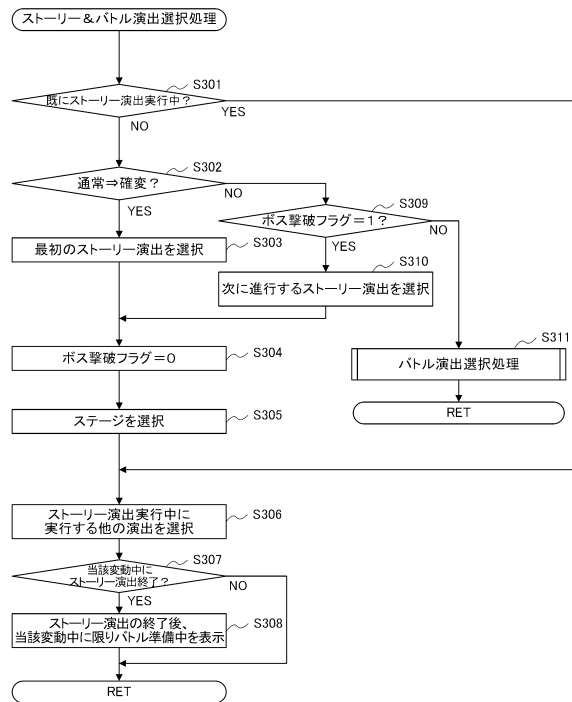 ストーリー＆バトル演出選択処理
S301
既にストーリー演出実行中？
YES
NO
S302
通常⇒確変？
NO
YES
S309
ボス撃破フラグ＝1？
NO
YES
S303
最初のストーリー演出を選択
S310
次に進行するストーリー演出を選択
S304
ボス撃破フラグ＝0
S311
バトル演出選択処理
S305
ステージを選択
RET
S306
ストーリー演出実行中に
実行する他の演出を選択
S307
当該変動中に
ストーリー演出終了？
NO
YES
S308
ストーリー演出の終了後、
当該変動中に限りバトル準備中を表示
RET